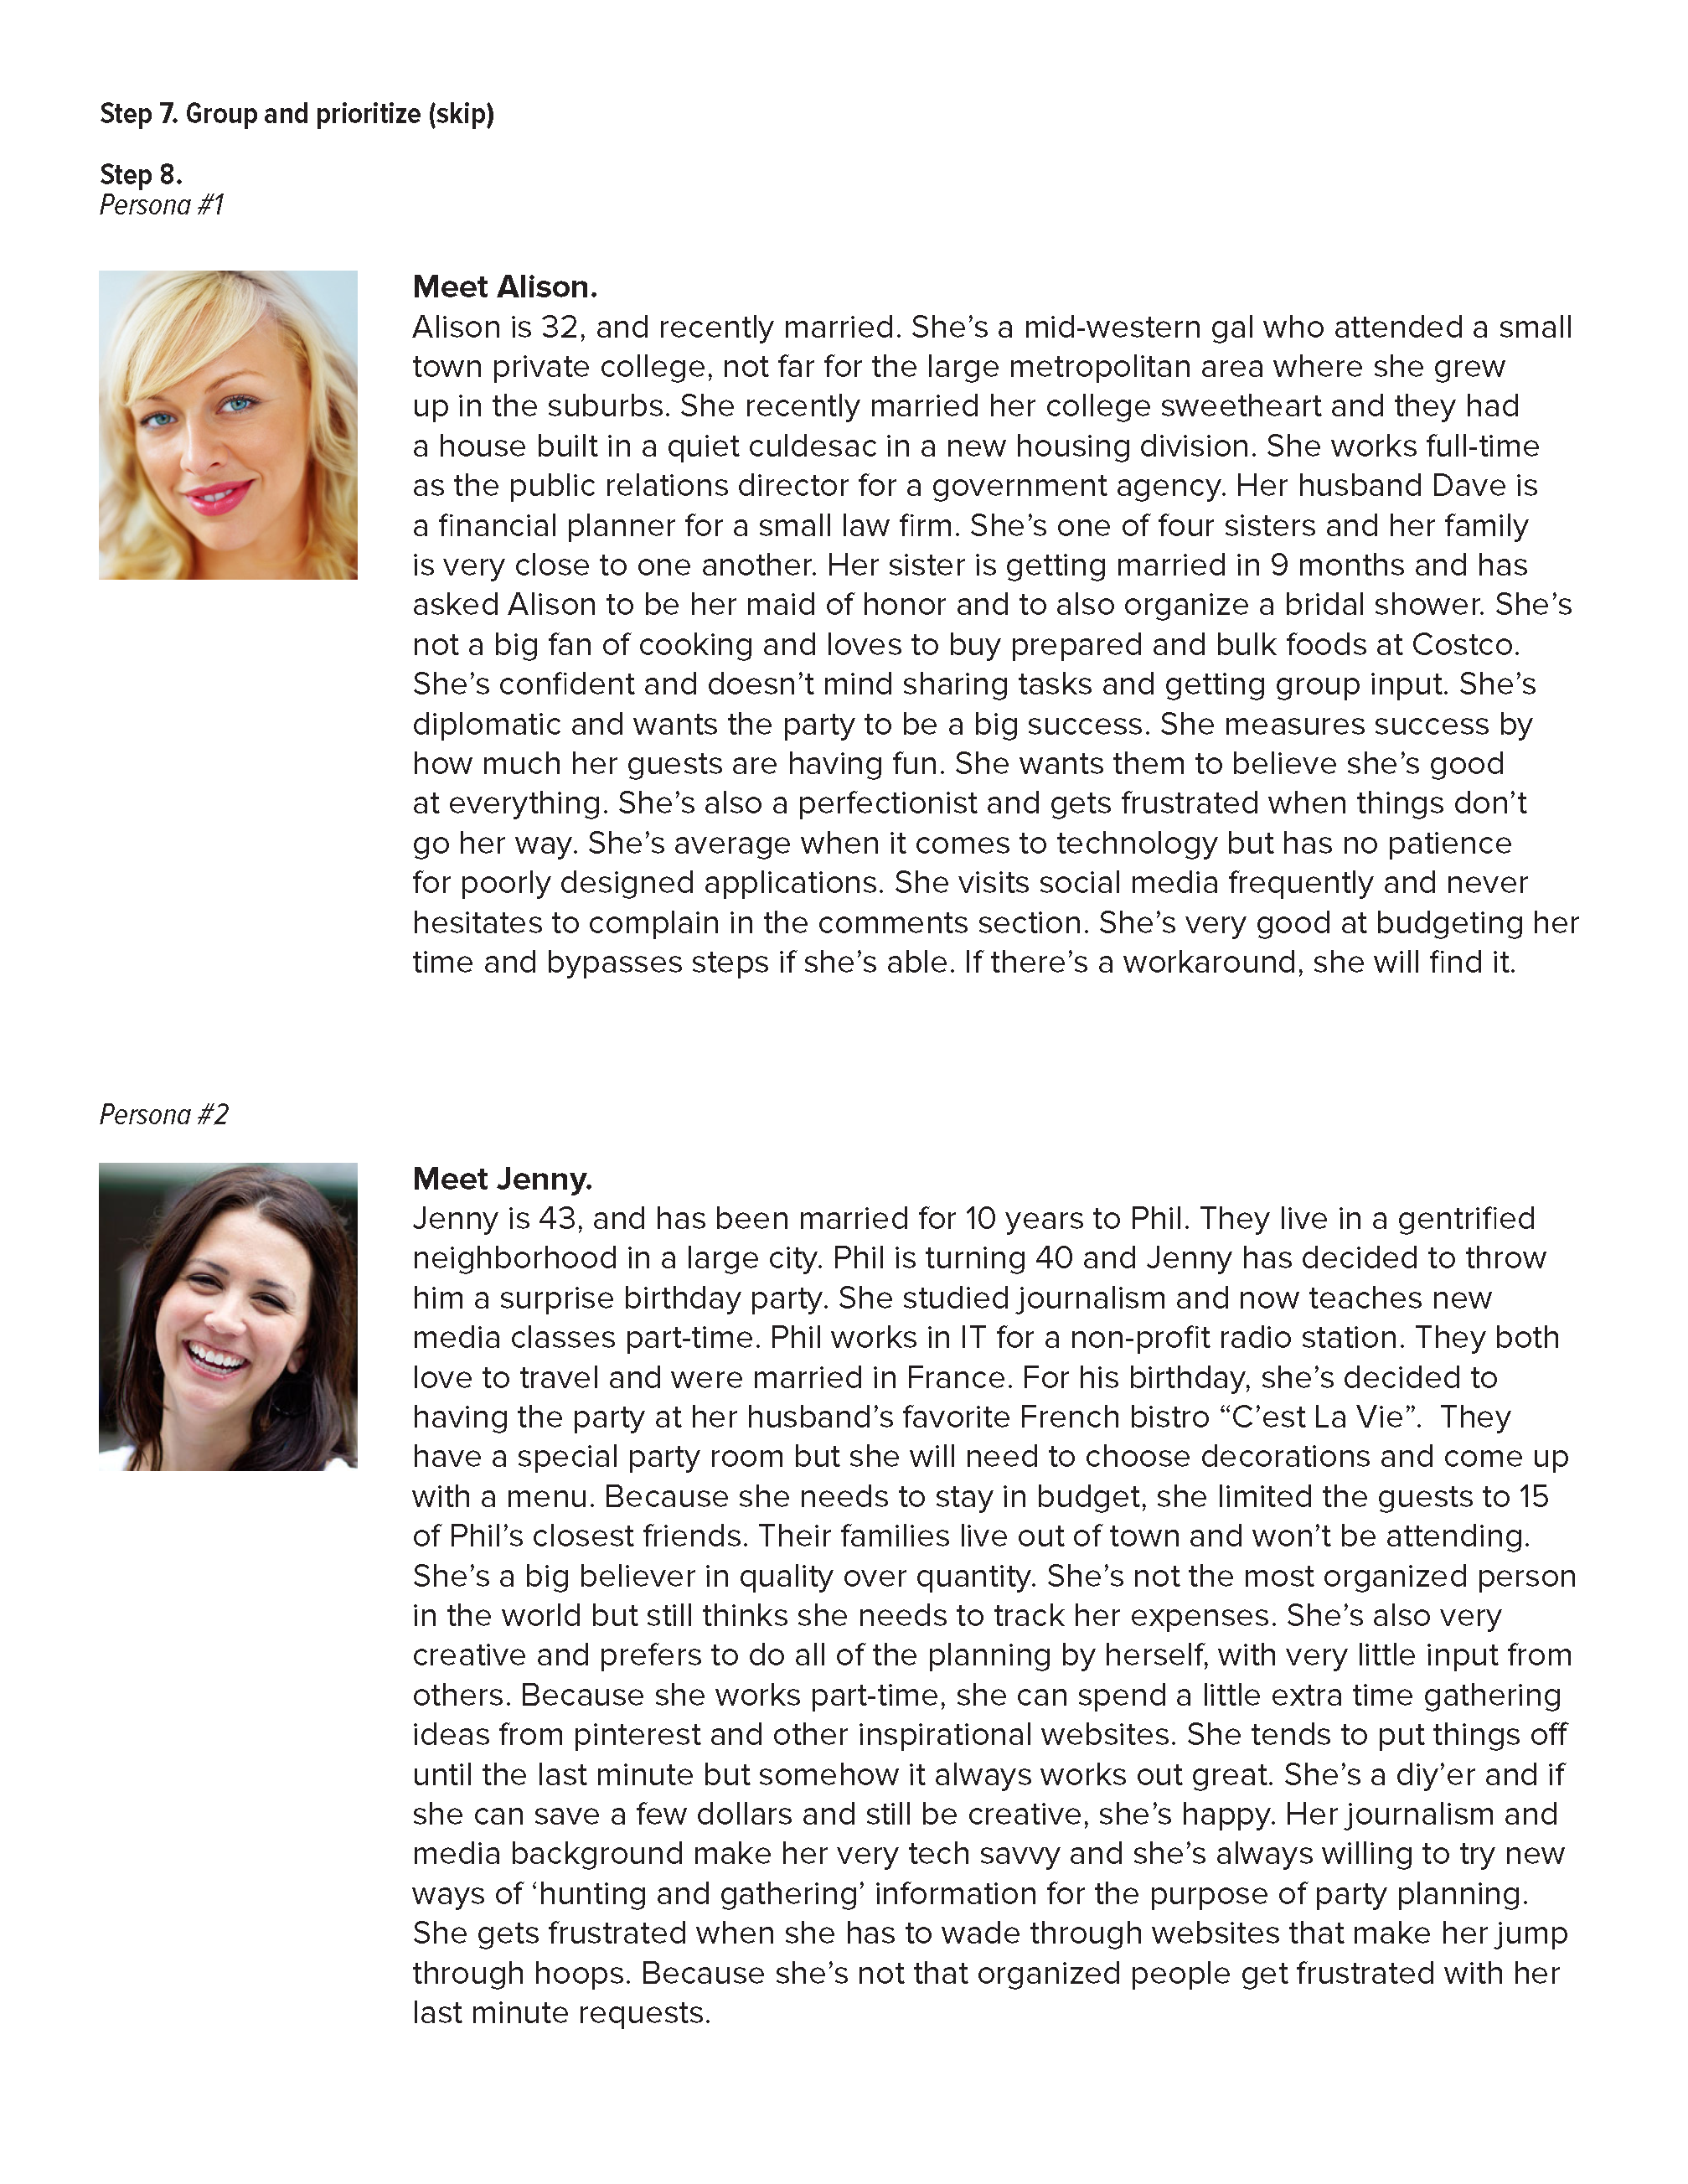 Step 7. Group and prioritize (skip)
Step 8.
Persona #1
Meet Alison.
Alison is 32, and recently married. She’s a mid-western gal who attended a small
town private college, not far for the large metropolitan area where she grew
up in the suburbs. She recently married her college sweetheart and they had
a house built in a quiet culdesac in a new housing division. She works full-time
as the public relations director for a government agency. Her husband Dave is
a financial planner for a small law firm. She’s one of four sisters and her family
is very close to one another. Her sister is getting married in 9 months and has
asked Alison to be her maid of honor and to also organize a bridal shower. She’s
not a big fan of cooking and loves to buy prepared and bulk foods at Costco.
She’s confident and doesn’t mind sharing tasks and getting group input. She’s
diplomatic and wants the party to be a big success. She measures success by
how much her guests are having fun. She wants them to believe she’s good
at everything. She’s also a perfectionist and gets frustrated when things don’t
go her way. She’s average when it comes to technology but has no patience
for poorly designed applications. She visits social media frequently and never
hesitates to complain in the comments section. She’s very good at budgeting her
time and bypasses steps if she’s able. If there’s a workaround, she will find it.
Persona #2
Meet Jenny.
Jenny is 43, and has been married for 10 years to Phil. They live in a gentrified
neighborhood in a large city. Phil is turning 40 and Jenny has decided to throw
him a surprise birthday party. She studied journalism and now teaches new
media classes part-time. Phil works in IT for a non-profit radio station. They both
love to travel and were married in France. For his birthday, she’s decided to
having the party at her husband’s favorite French bistro “C’est La Vie”.  They
have a special party room but she will need to choose decorations and come up
with a menu. Because she needs to stay in budget, she limited the guests to 15
of Phil’s closest friends. Their families live out of town and won’t be attending.
She’s a big believer in quality over quantity. She’s not the most organized person
in the world but still thinks she needs to track her expenses. She’s also very
creative and prefers to do all of the planning by herself, with very little input from
others. Because she works part-time, she can spend a little extra time gathering
ideas from pinterest and other inspirational websites. She tends to put things off
until the last minute but somehow it always works out great. She’s a diy’er and if
she can save a few dollars and still be creative, she’s happy. Her journalism and
media background make her very tech savvy and she’s always willing to try new
ways of ‘hunting and gathering’ information for the purpose of party planning.
She gets frustrated when she has to wade through websites that make her jump
through hoops. Because she’s not that organized people get frustrated with her
last minute requests.